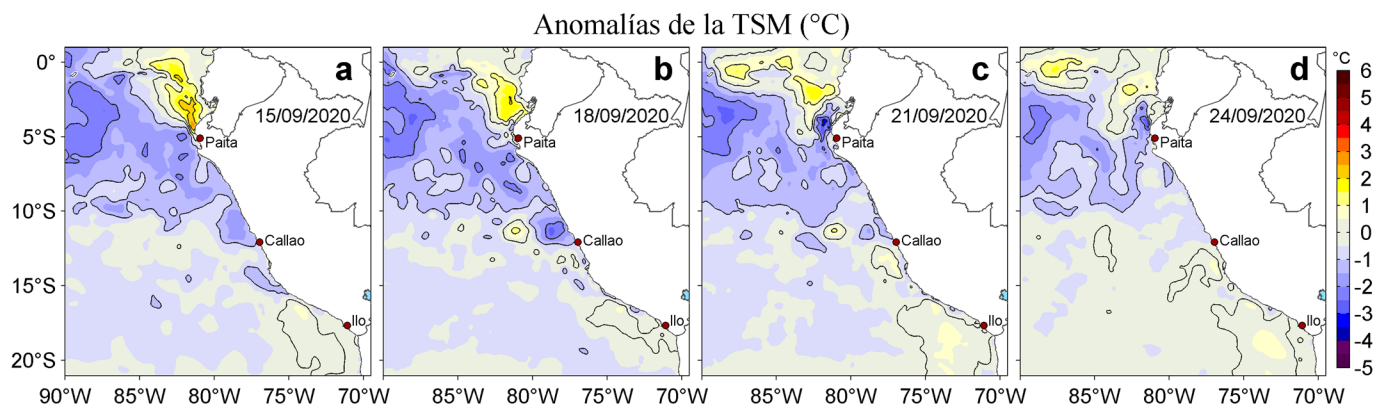 Anomalías de la TSM (°C)
a
b
c
d
°C
15/09/2020
18/09/2020
21/09/2020
24/09/2020
Paita
Paita
Paita
Paita
Callao
Callao
Callao
Callao
Ilo
Ilo
Ilo
Ilo
0°
5°S
10°S
15°S
20°S
90°W 85°W 80°W 75°W 70°W
85°W 80°W 75°W 70°W
85°W 80°W 75°W 70°W
85°W 80°W 75°W 70°W
6
5
4
3
2
1
0
-1
-2
-3
-4
-5